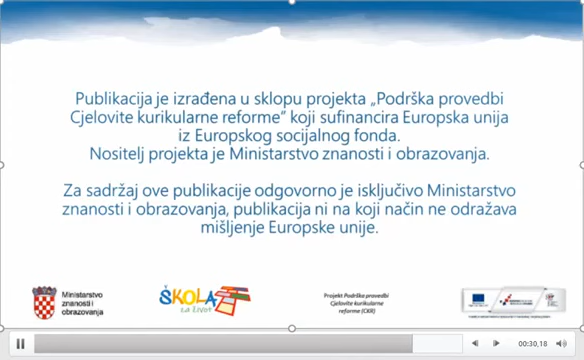 Publikacija je izrađena u sklopu projekta „Podrška provedbi
Cjelovite kurikularne reforme” koji sufinancira Europska unija
iz Europskog socijalnog fonda.
Nositelj projekta je Ministarstvo znanosti i obrazovanja.
Za sadržaj ove publikacije odgovorno je isključivo Ministarstvo
znanosti i obrazovanja, publikacija ni na koji način ne odražava
mišljenje Europske unije.
Ministarstvo
znanosti i
obrazovanja
ŠKOLA
za život
Projekt Podrška provedbi
Cjelovite kurikularne
reforme (CKR)
00:30,18